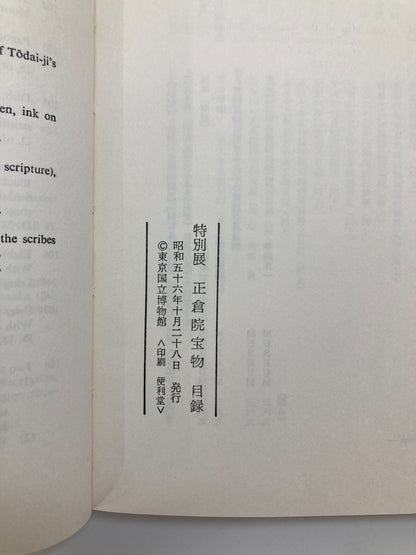 f Tōdai-ji's
en, ink on
scripture),
the scribes
特別展 正倉院宝物 目録
昭和五十六年十月二十八日 発行
©東京国立博物館 <印刷 便利堂>